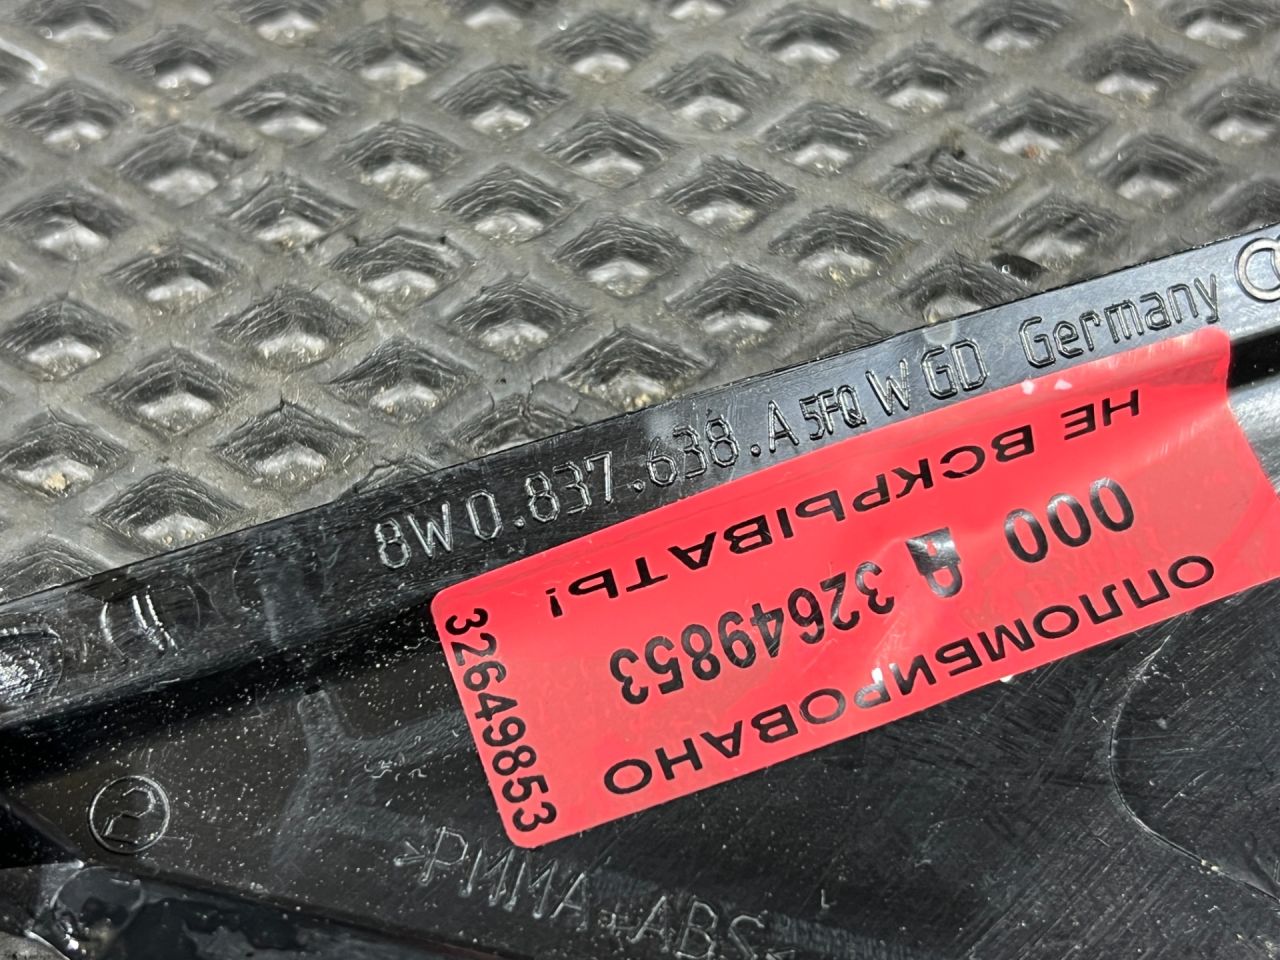 8W0.837.638.A 5FQ W GD Germany
ОПЛОМБИРОВАНО
000 A 32649853
НЕ ВСКРЫВАТЬ!
32649853
>PMMA+ABS<